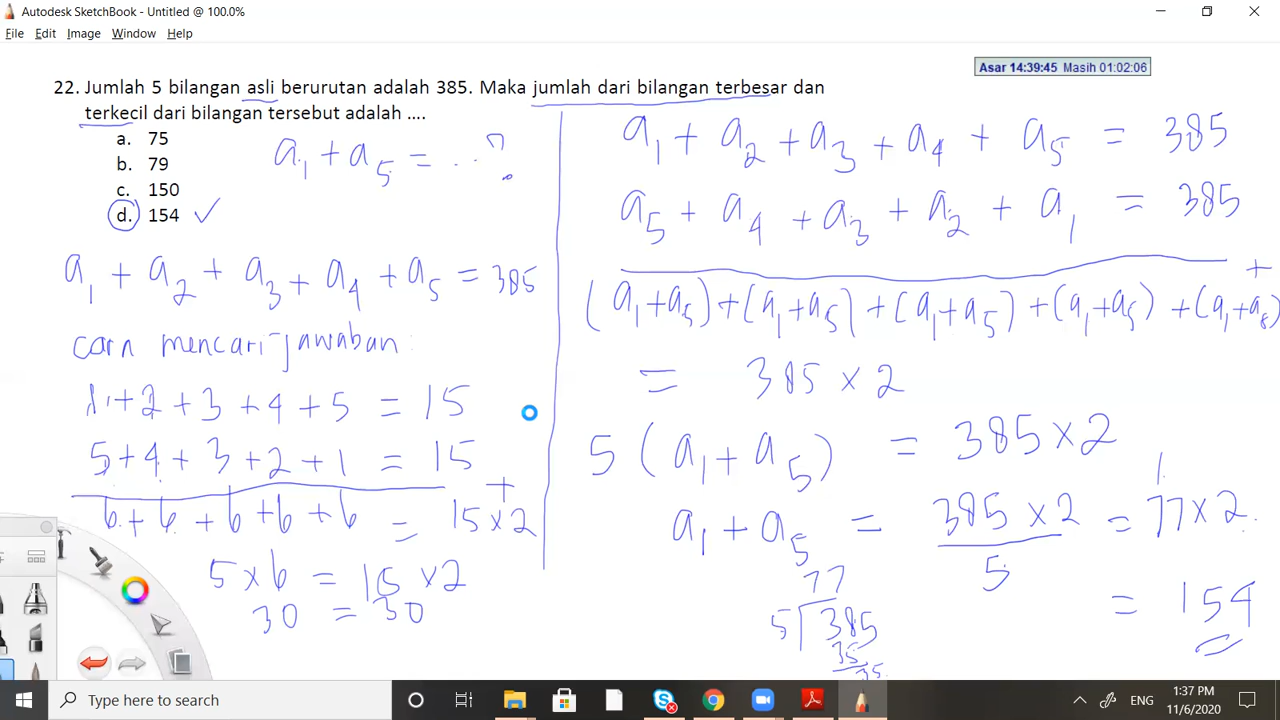 Autodesk SketchBook - Untitled @ 100.0%
File Edit Image Window Help
Asar 14:39:45 Masih 01:02:06
22. Jumlah 5 bilangan asli berurutan adalah 385. Maka jumlah dari bilangan terbesar dan
terkecil dari bilangan tersebut adalah ....
a. 75
b. 79
c. 150
d. 154 ✓
a₁ + a₅ = ...?
a₁ + a₂ + a₃ + a₄ + a₅ = 385
cara mencari jawaban:
1 + 2 + 3 + 4 + 5 = 15
5 + 4 + 3 + 2 + 1 = 15
+
6 + 6 + 6 + 6 + 6 = 15 × 2
5 × 6 = 15 × 2
30 = 30
a₁ + a₂ + a₃ + a₄ + a₅ = 385
a₅ + a₄ + a₃ + a₂ + a₁ = 385
+
(a₁+a₅) + (a₁+a₅) + (a₁+a₅) + (a₁+a₅) + (a₁+a₅)
= 385 × 2
5 (a₁ + a₅) = 385 × 2
1
a₁ + a₅ = 385 × 2 = 77 × 2
5
= 154
77
5 385
35
35
Type here to search
ENG
1:37 PM
11/6/2020